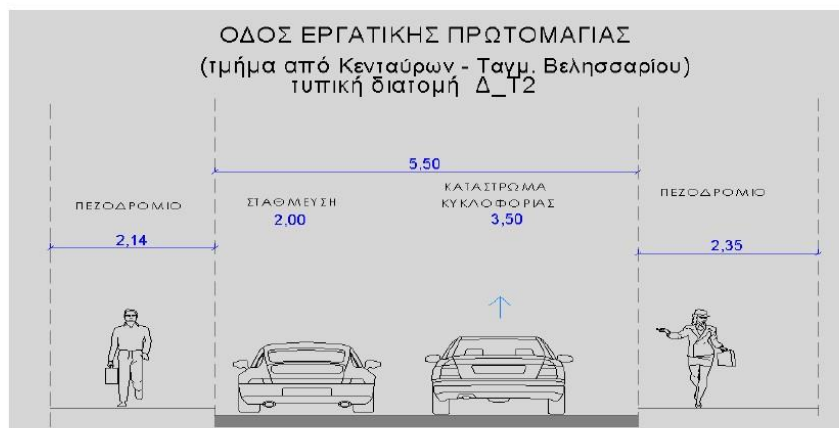 ΟΔΟΣ ΕΡΓΑΤΙΚΗΣ ΠΡΩΤΟΜΑΓΙΑΣ
(τμήμα από Κενταύρων - Ταγμ. Βελησσαρίου)
τυπική διατομή Δ_Τ2
5,50
ΠΕΖΟΔΡΟΜΙΟ
2,14
ΣΤΑΘΜΕΥΣΗ
2,00
ΚΑΤΑΣΤΡΩΜΑ
ΚΥΚΛΟΦΟΡΙΑΣ
3,50
ΠΕΖΟΔΡΟΜΙΟ
2,35